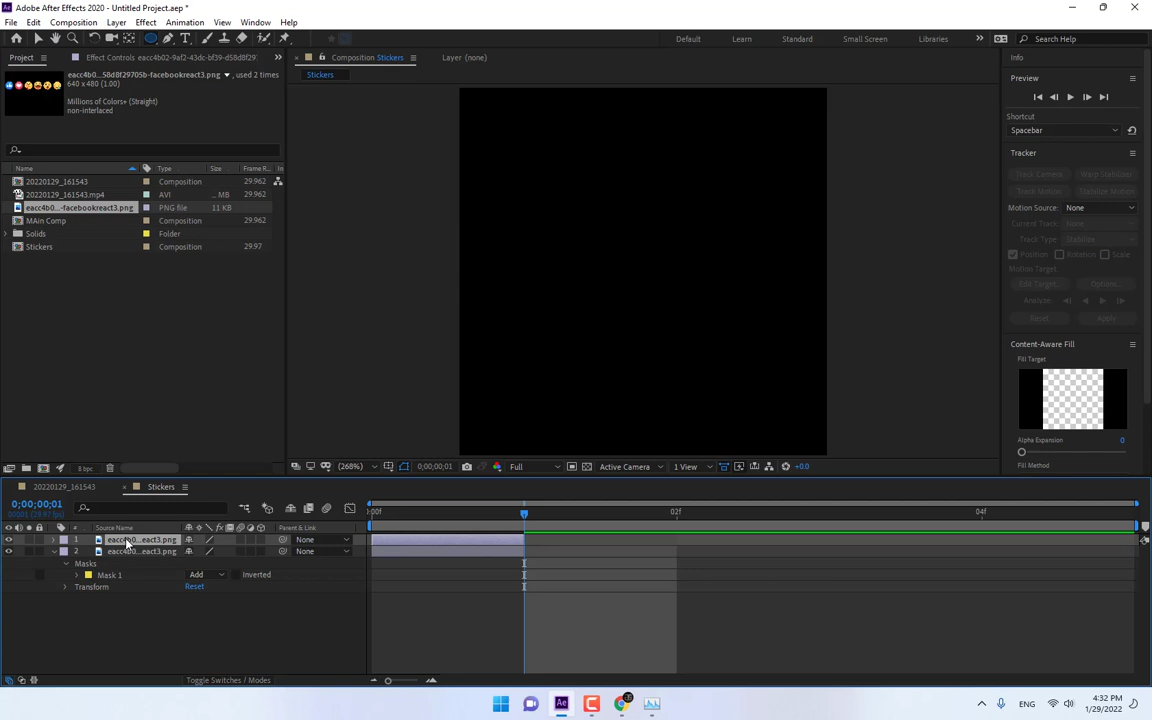 Adobe After Effects 2020 - Untitled Project.aep *
File Edit Composition Layer Effect Animation View Window Help
Default Learn Standard Small Screen Libraries Search Help
Project Effect Controls eacc4b02-9af2-43dc-bf39-d58d8f297 Composition Stickers Layer (none) Info
eacc4b0...58d8f29705b-facebookreact3.png , used 2 times
640 x 480 (1.00)
Millions of Colors+ (Straight)
non-interlaced
Stickers
Preview
Shortcut
Spacebar
Name Type Size Frame R... In
20220129_161543 Composition 29.962
20220129_161543.mp4 AVI ... MB 29.962
eacc4b0...-facebookreact3.png PNG file 11 KB
MAin Comp Composition 29.962
Solids Folder
Stickers Composition 29.97
Tracker
Track Camera Warp Stabilizer
Track Motion Stabilize Motion
Motion Source: None
Current Track: None
Track Type: Stabilize
Position Rotation Scale
Motion Target:
Edit Target... Options...
Analyze:
Reset Apply
Content-Aware Fill
Fill Target
Alpha Expansion 0
Fill Method
8 bpc
(268%) 0;00;00;01 Full Active Camera 1 View +0.0
20220129_161543 Stickers
0;00;00;01
00001 (29.97 fps)
:00f 02f 04f
# Source Name Parent & Link
1 eacc4b0...eact3.png None
2 eacc4b0...eact3.png None
Masks
Mask 1 Add Inverted
Transform Reset
Toggle Switches / Modes
Ae
ENG 4:32 PM
1/29/2022